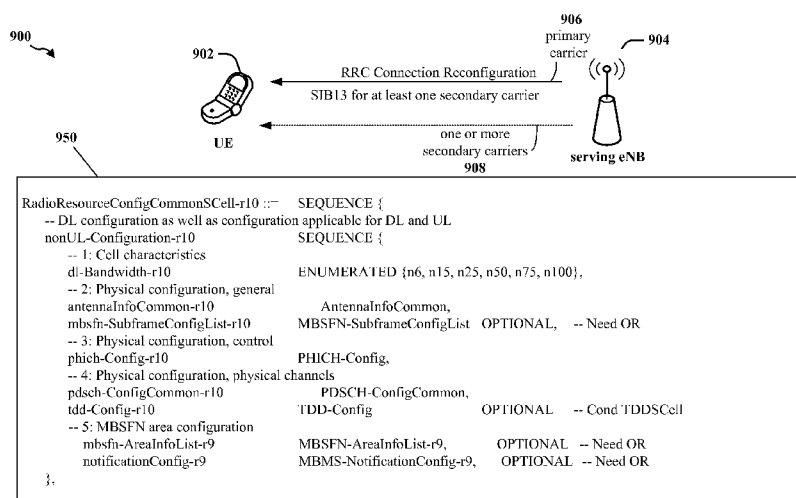 900
902
906
primary
carrier
904
RRC Connection Reconfiguration
SIB13 for at least one secondary carrier
UE
one or more
secondary carriers
908
serving eNB
950
RadioResourceConfigCommonSCell-r10 ::= SEQUENCE {
-- DL configuration as well as configuration applicable for DL and UL
nonUL-Configuration-r10 SEQUENCE {
-- 1: Cell characteristics
dl-Bandwidth-r10 ENUMERATED {n6, n15, n25, n50, n75, n100},
-- 2: Physical configuration, general
antennaInfoCommon-r10 AntennaInfoCommon,
mbsfn-SubframeConfigList-r10 MBSFN-SubframeConfigList OPTIONAL, -- Need OR
-- 3: Physical configuration, control
phich-Config-r10 PHICH-Config,
-- 4: Physical configuration, physical channels
pdsch-ConfigCommon-r10 PDSCH-ConfigCommon,
tdd-Config-r10 TDD-Config OPTIONAL -- Cond TDDSCell
-- 5: MBSFN area configuration
mbsfn-AreaInfoList-r9 MBSFN-AreaInfoList-r9, OPTIONAL -- Need OR
notificationConfig-r9 MBMS-NotificationConfig-r9, OPTIONAL -- Need OR
},